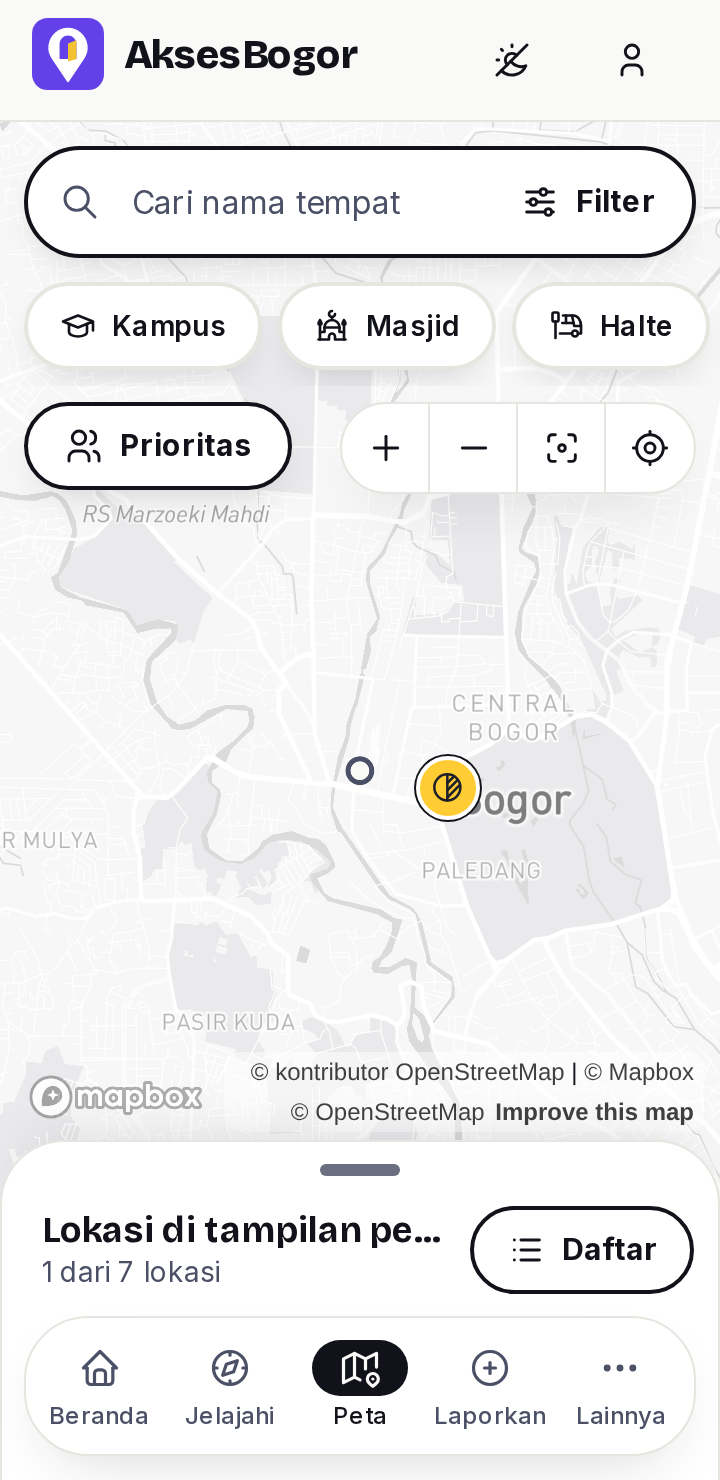 AksesBogor
Cari nama tempat
Filter
Kampus
Masjid
Halte
Prioritas
RS Marzoeki Mahdi
CENTRAL
BOGOR
ogor
R MULYA
PALEDANG
PASIR KUDA
mapbox
© kontributor OpenStreetMap | © Mapbox
© OpenStreetMap Improve this map
Lokasi di tampilan pe...
1 dari 7 lokasi
Daftar
Beranda
Jelajahi
Peta
Laporkan
Lainnya